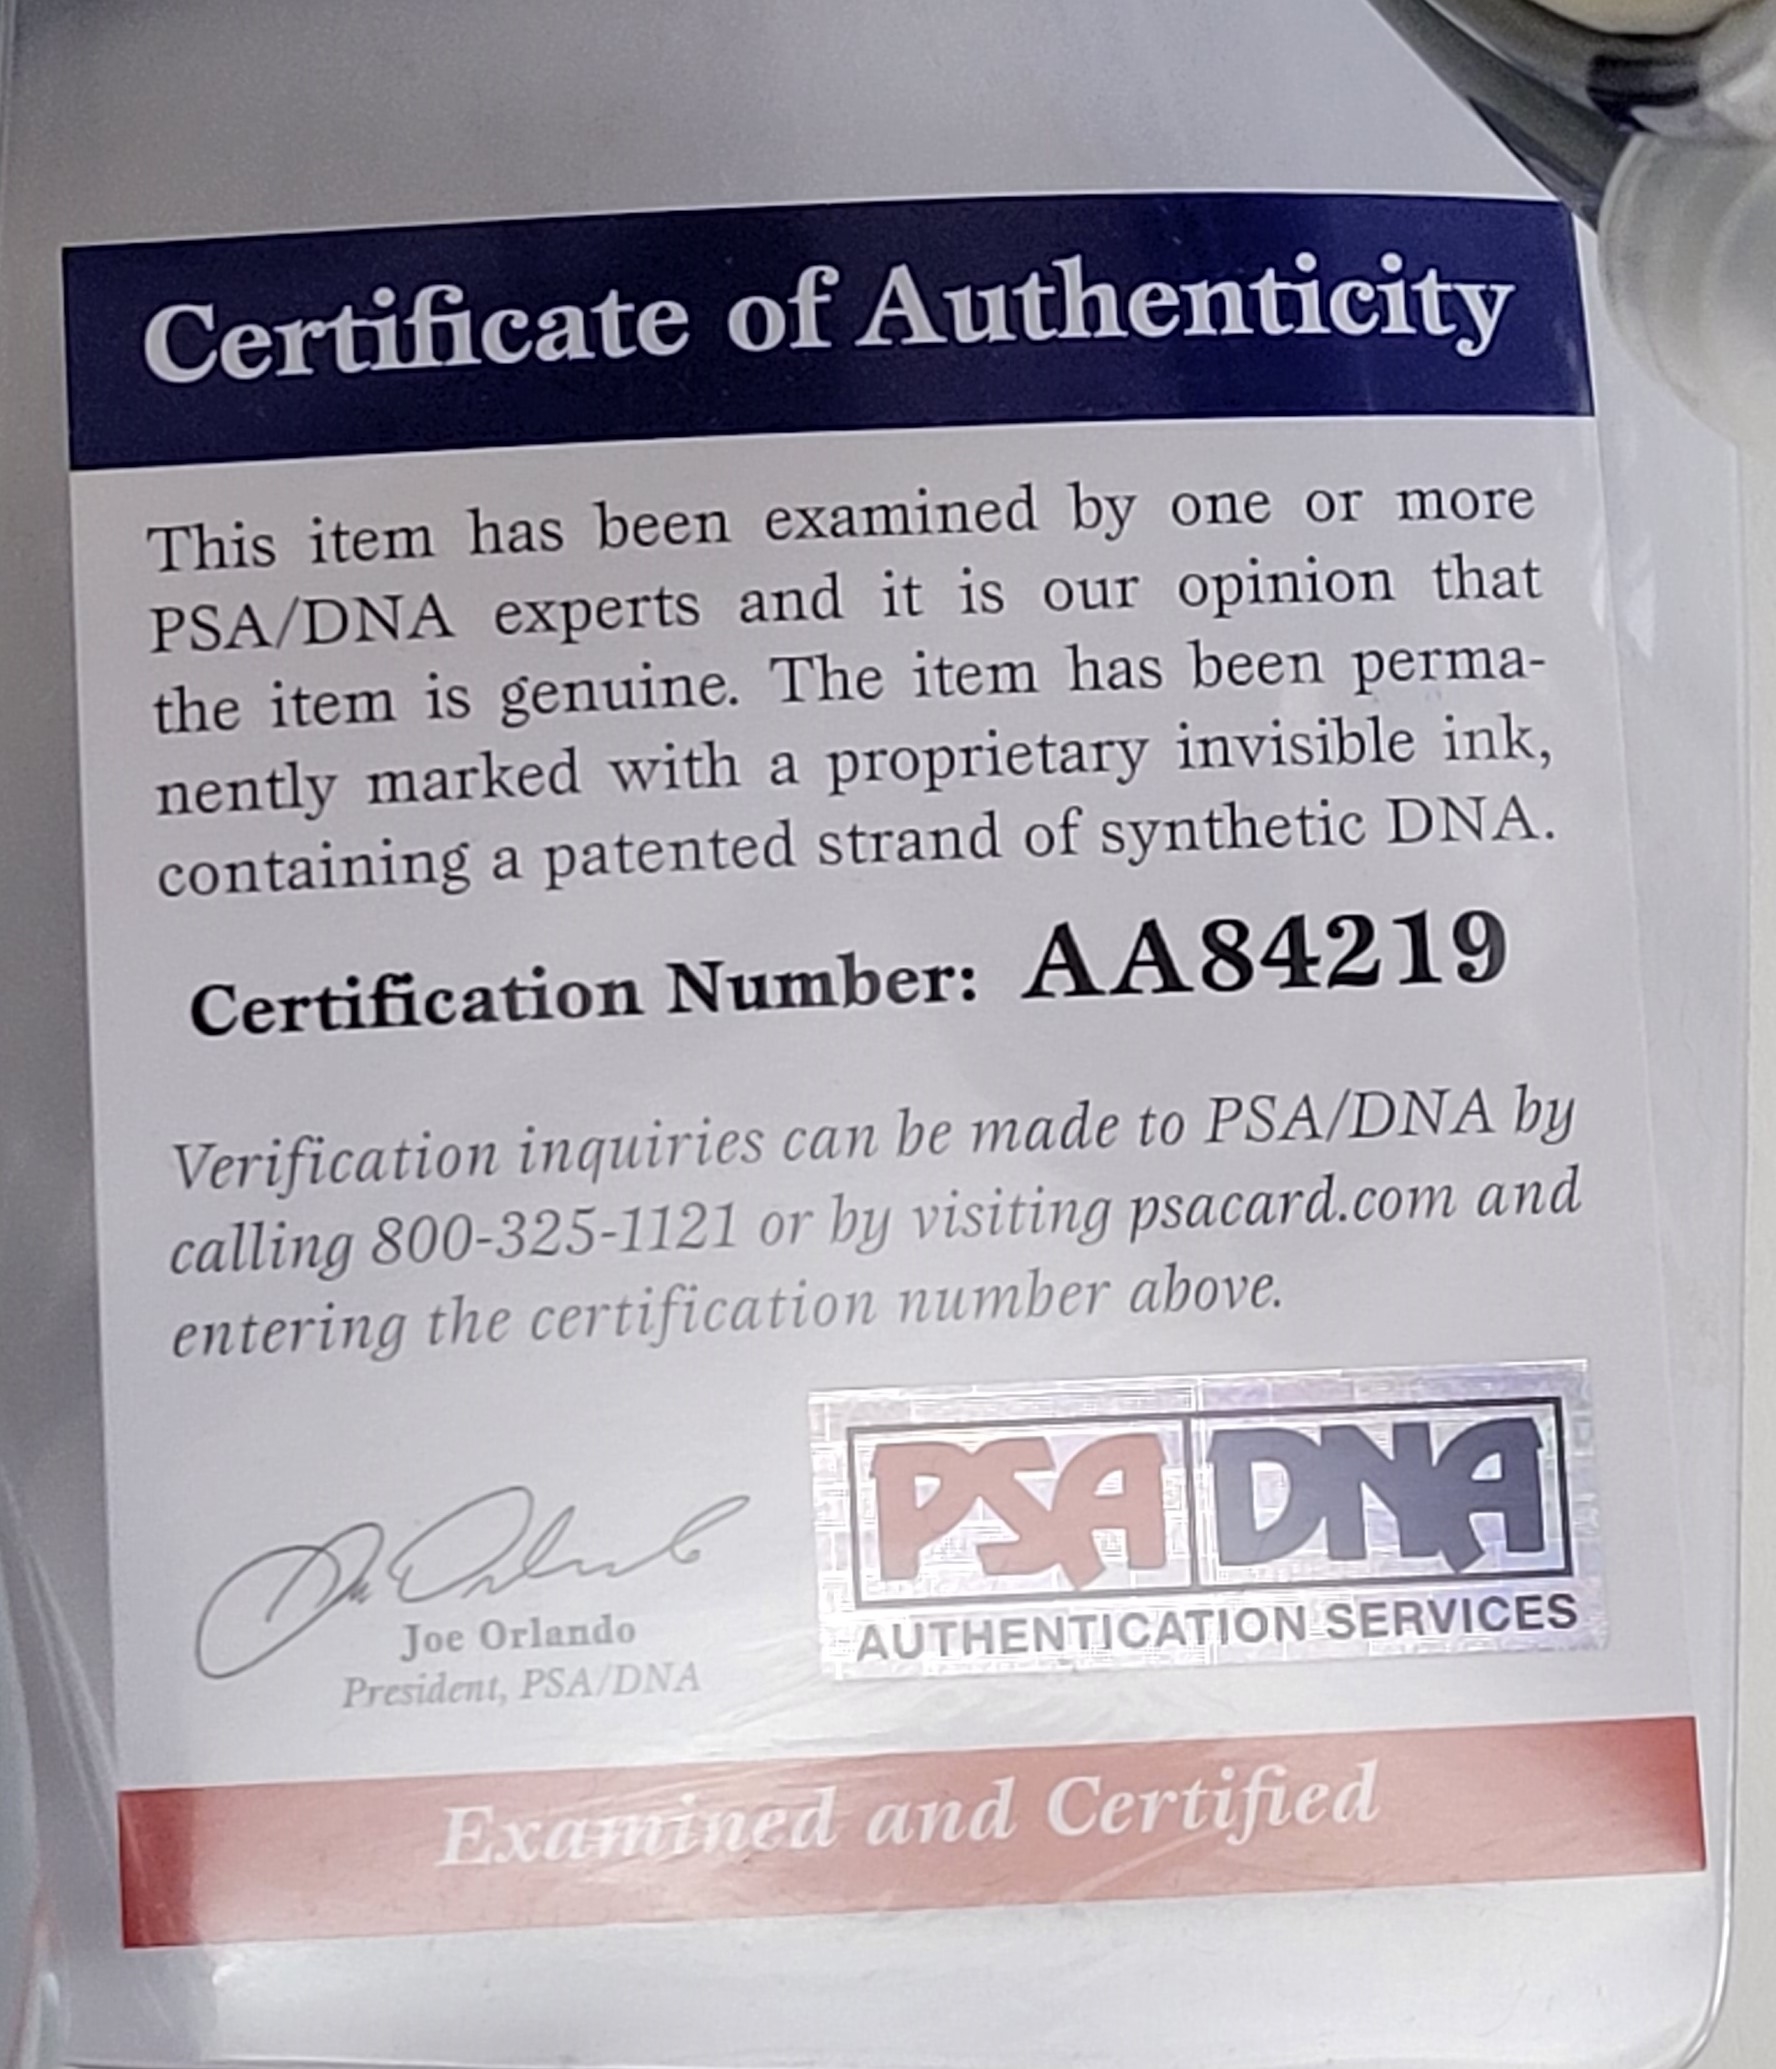 Certificate of Authenticity
This item has been examined by one or more
PSA/DNA experts and it is our opinion that
the item is genuine. The item has been perma-
nently marked with a proprietary invisible ink,
containing a patented strand of synthetic DNA.
Certification Number: AA84219
Verification inquiries can be made to PSA/DNA by
calling 800-325-1121 or by visiting psacard.com and
entering the certification number above.
PSA DNA
AUTHENTICATION SERVICES
Joe Orlando
President, PSA/DNA
Examined and Certified